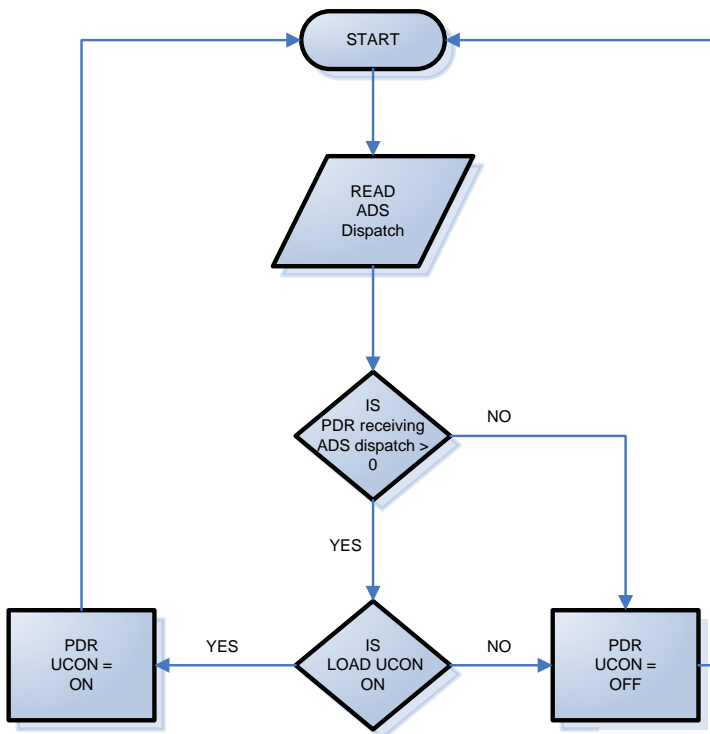 START
READ
ADS
Dispatch
IS
PDR receiving
ADS dispatch >
0
NO
YES
IS
LOAD UCON
ON
YES
NO
PDR
UCON =
ON
PDR
UCON =
OFF